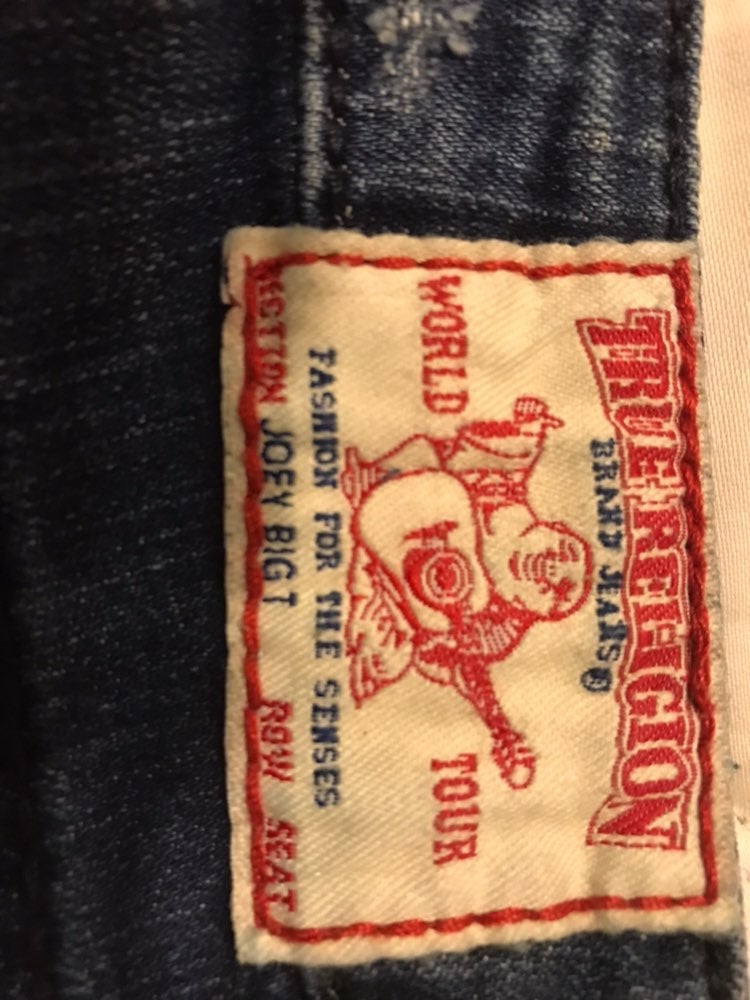 TRUE RELIGION
BRAND JEANS®
WORLD TOUR
FASHION FOR THE SENSES
SECTION JOEY BIG T ROW SEAT